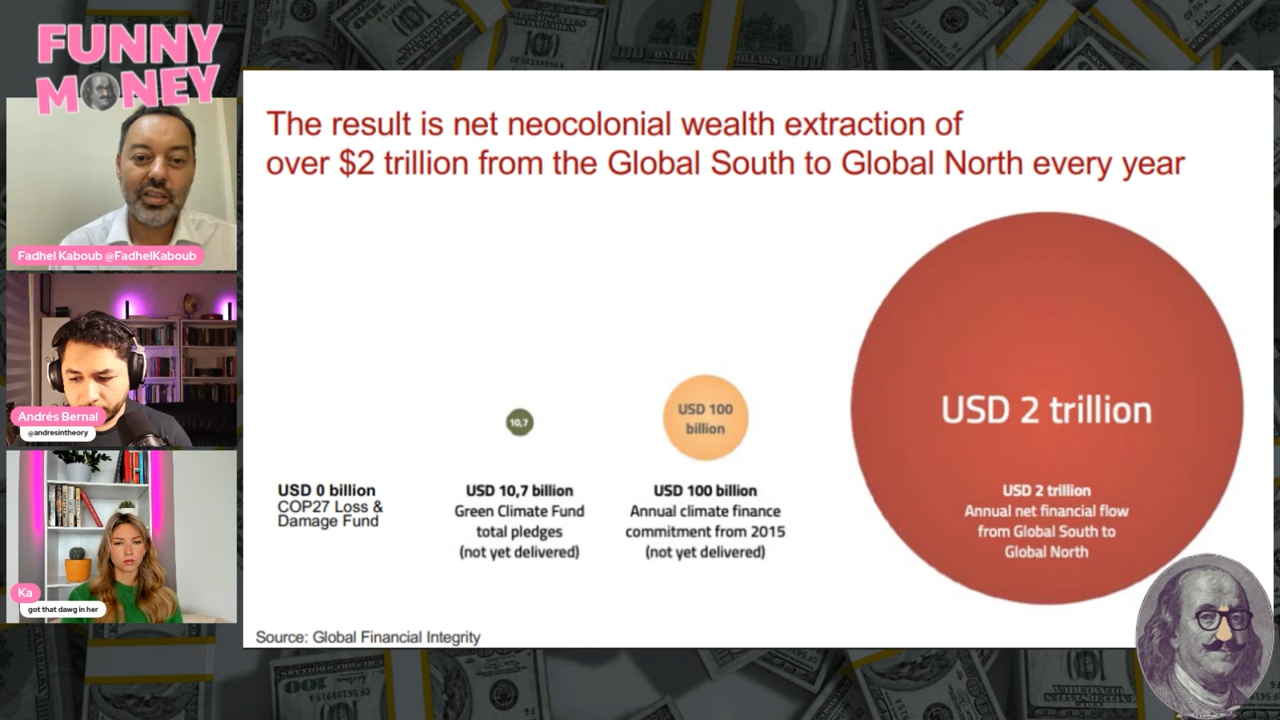 FUNNY
MONEY
The result is net neocolonial wealth extraction of
over $2 trillion from the Global South to Global North every year
Fadhel Kaboub @FadhelKaboub
Andrés Bernal
@andresintheory
Ka
got that dawg in her
10,7
USD 100
billion
USD 2 trillion
USD 0 billion
COP27 Loss &
Damage Fund
USD 10,7 billion
Green Climate Fund
total pledges
(not yet delivered)
USD 100 billion
Annual climate finance
commitment from 2015
(not yet delivered)
USD 2 trillion
Annual net financial flow
from Global South to
Global North
Source: Global Financial Integrity